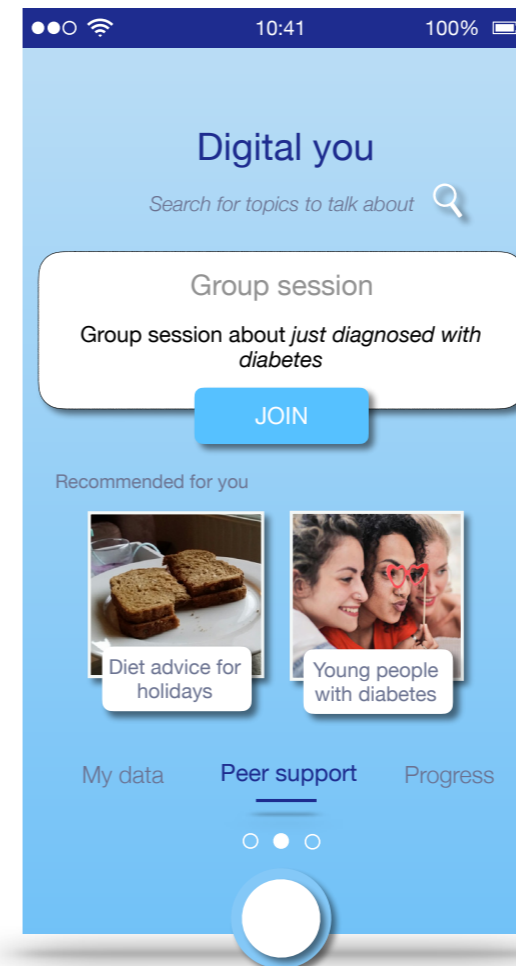 10:41 100%
Digital you
Search for topics to talk about
Group session
Group session about just diagnosed with
diabetes
JOIN
Recommended for you
Diet advice for
holidays
Young people
with diabetes
My data Peer support Progress